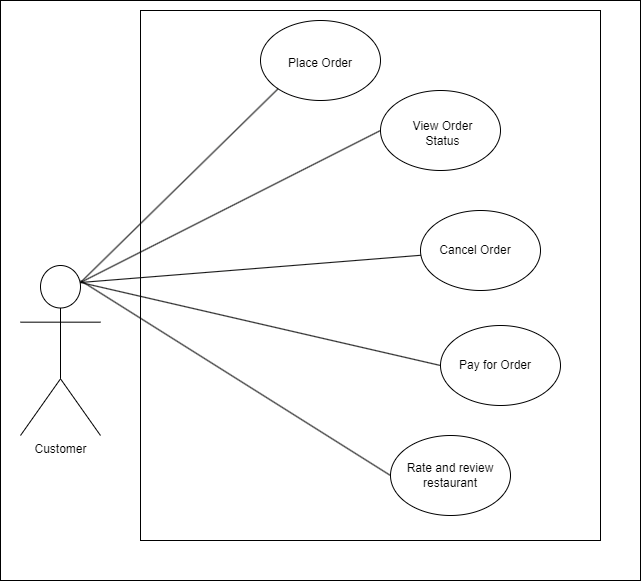 Place Order
View Order
Status
Cancel Order
Pay for Order
Rate and review
restaurant
Customer